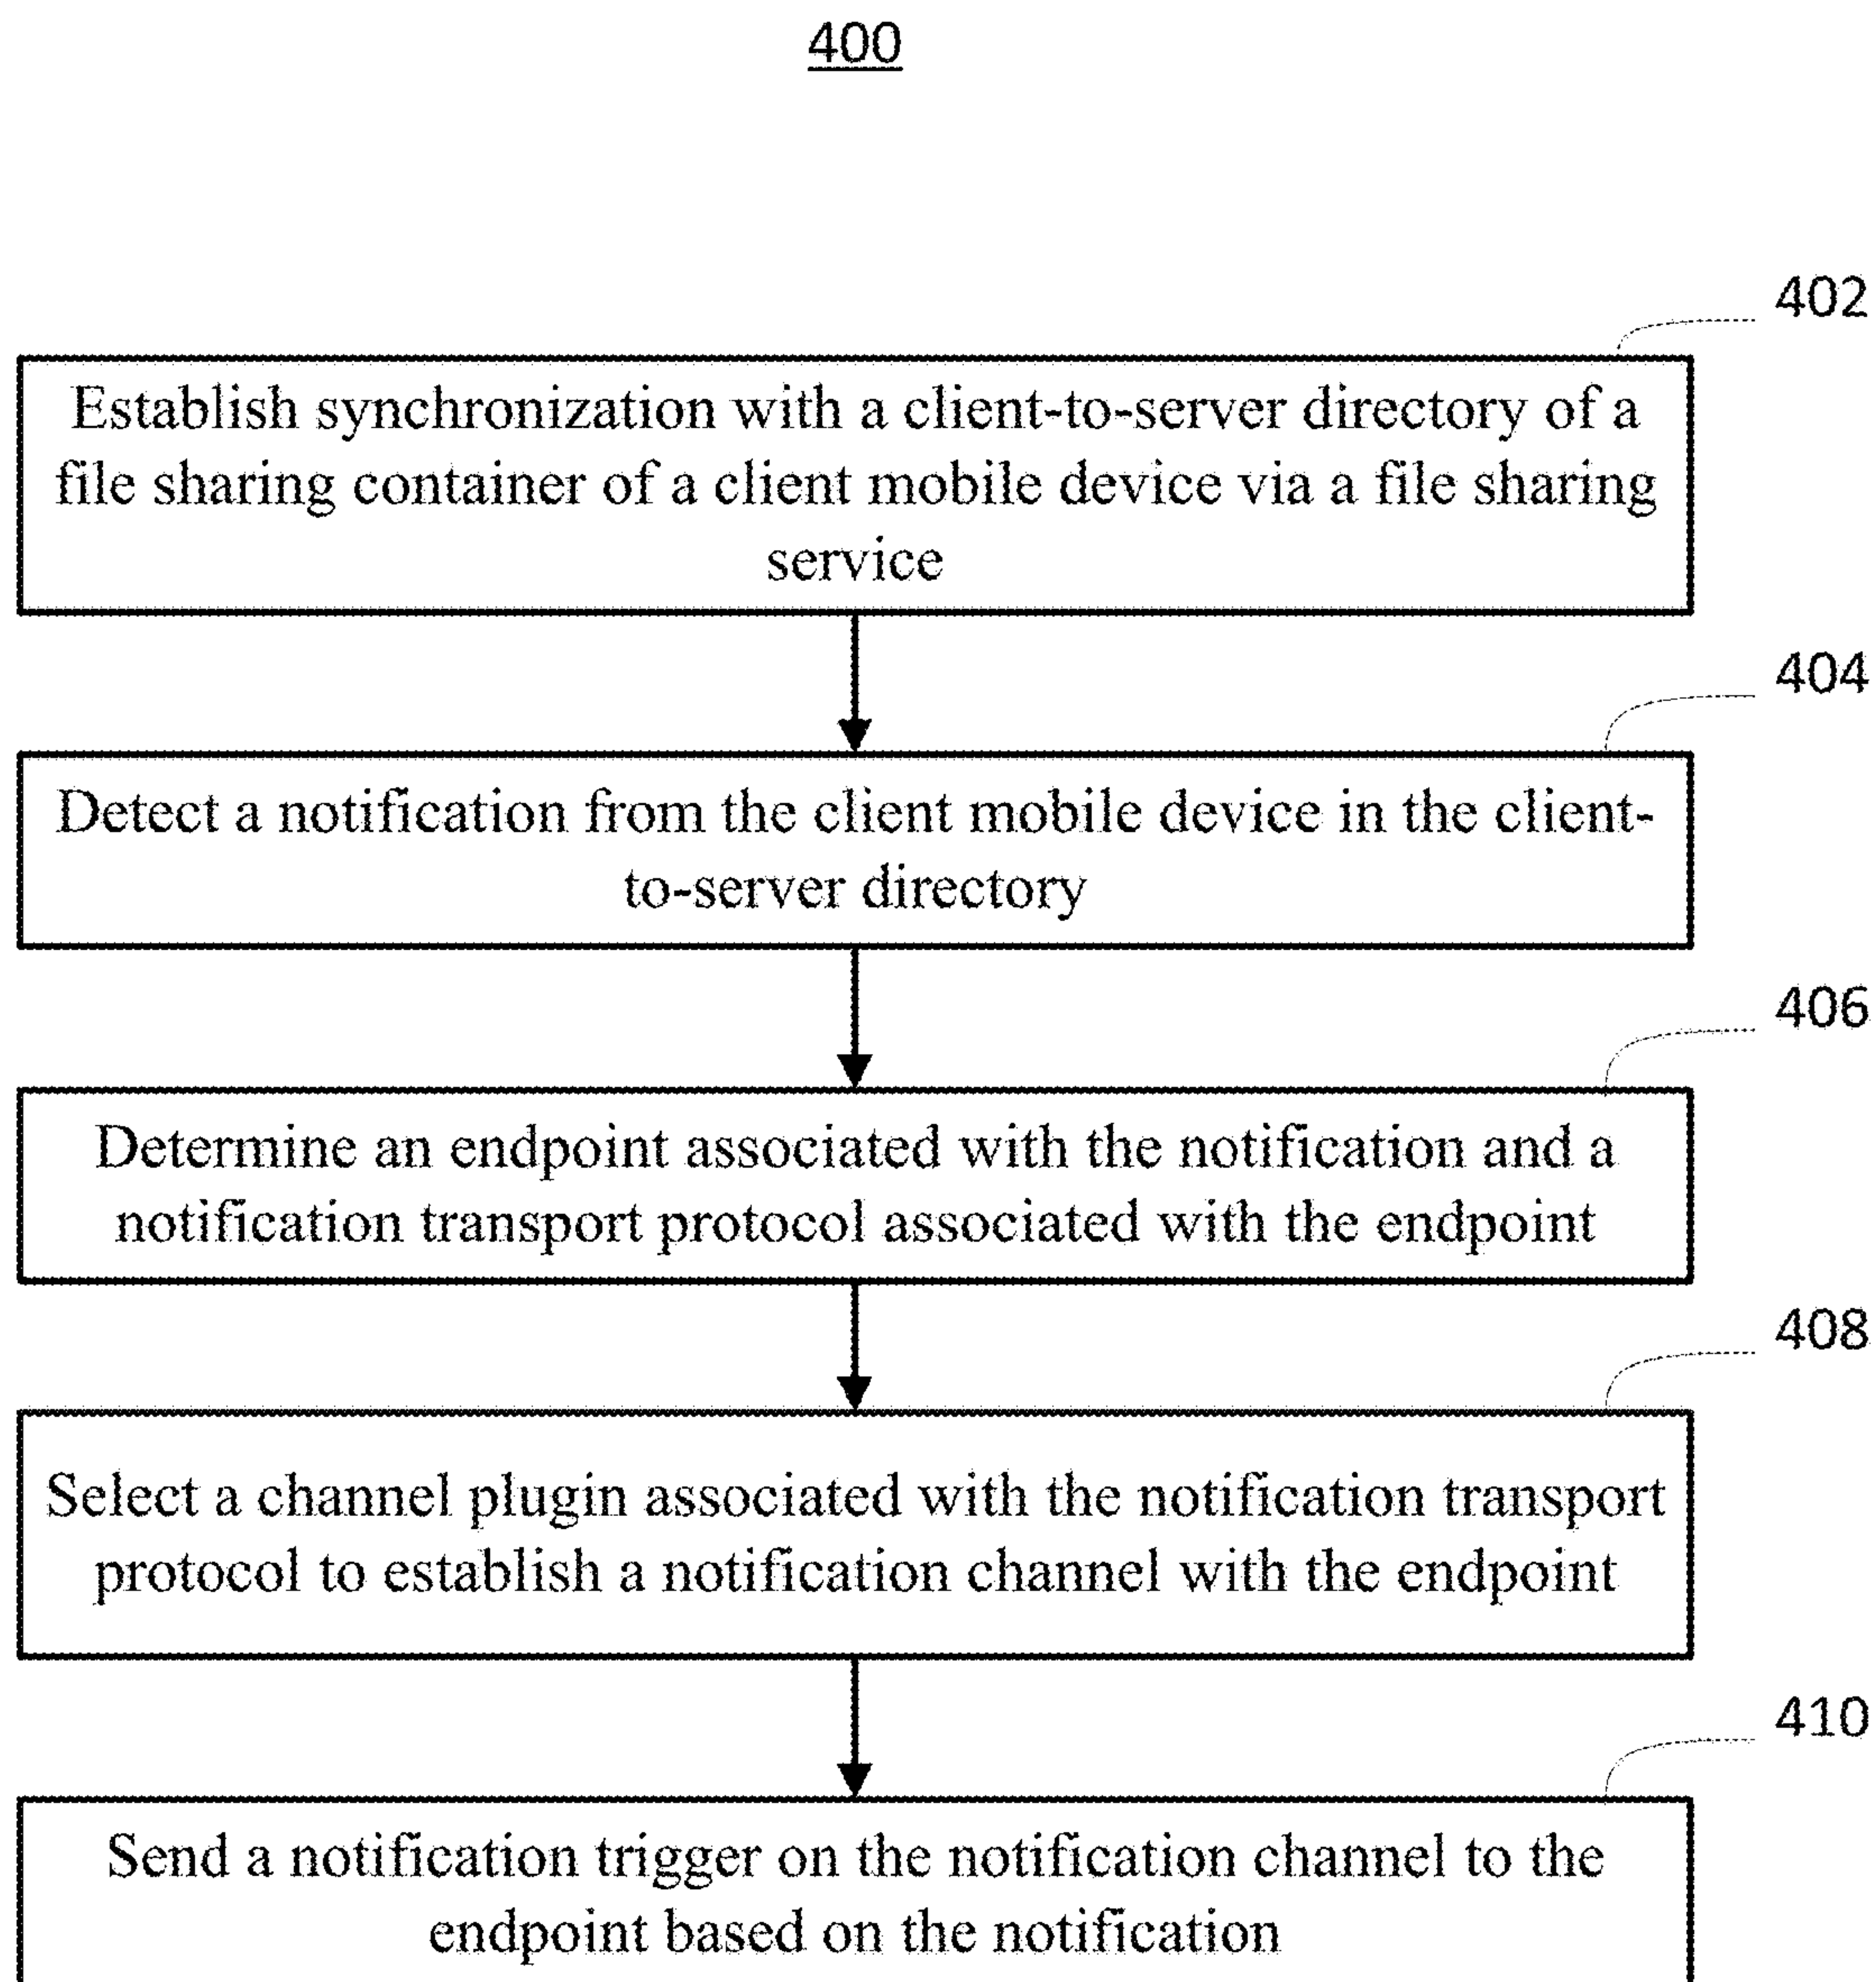 400
402
Establish synchronization with a client-to-server directory of a
file sharing container of a client mobile device via a file sharing
service
404
Detect a notification from the client mobile device in the client-
to-server directory
406
Determine an endpoint associated with the notification and a
notification transport protocol associated with the endpoint
408
Select a channel plugin associated with the notification transport
protocol to establish a notification channel with the endpoint
410
Send a notification trigger on the notification channel to the
endpoint based on the notification